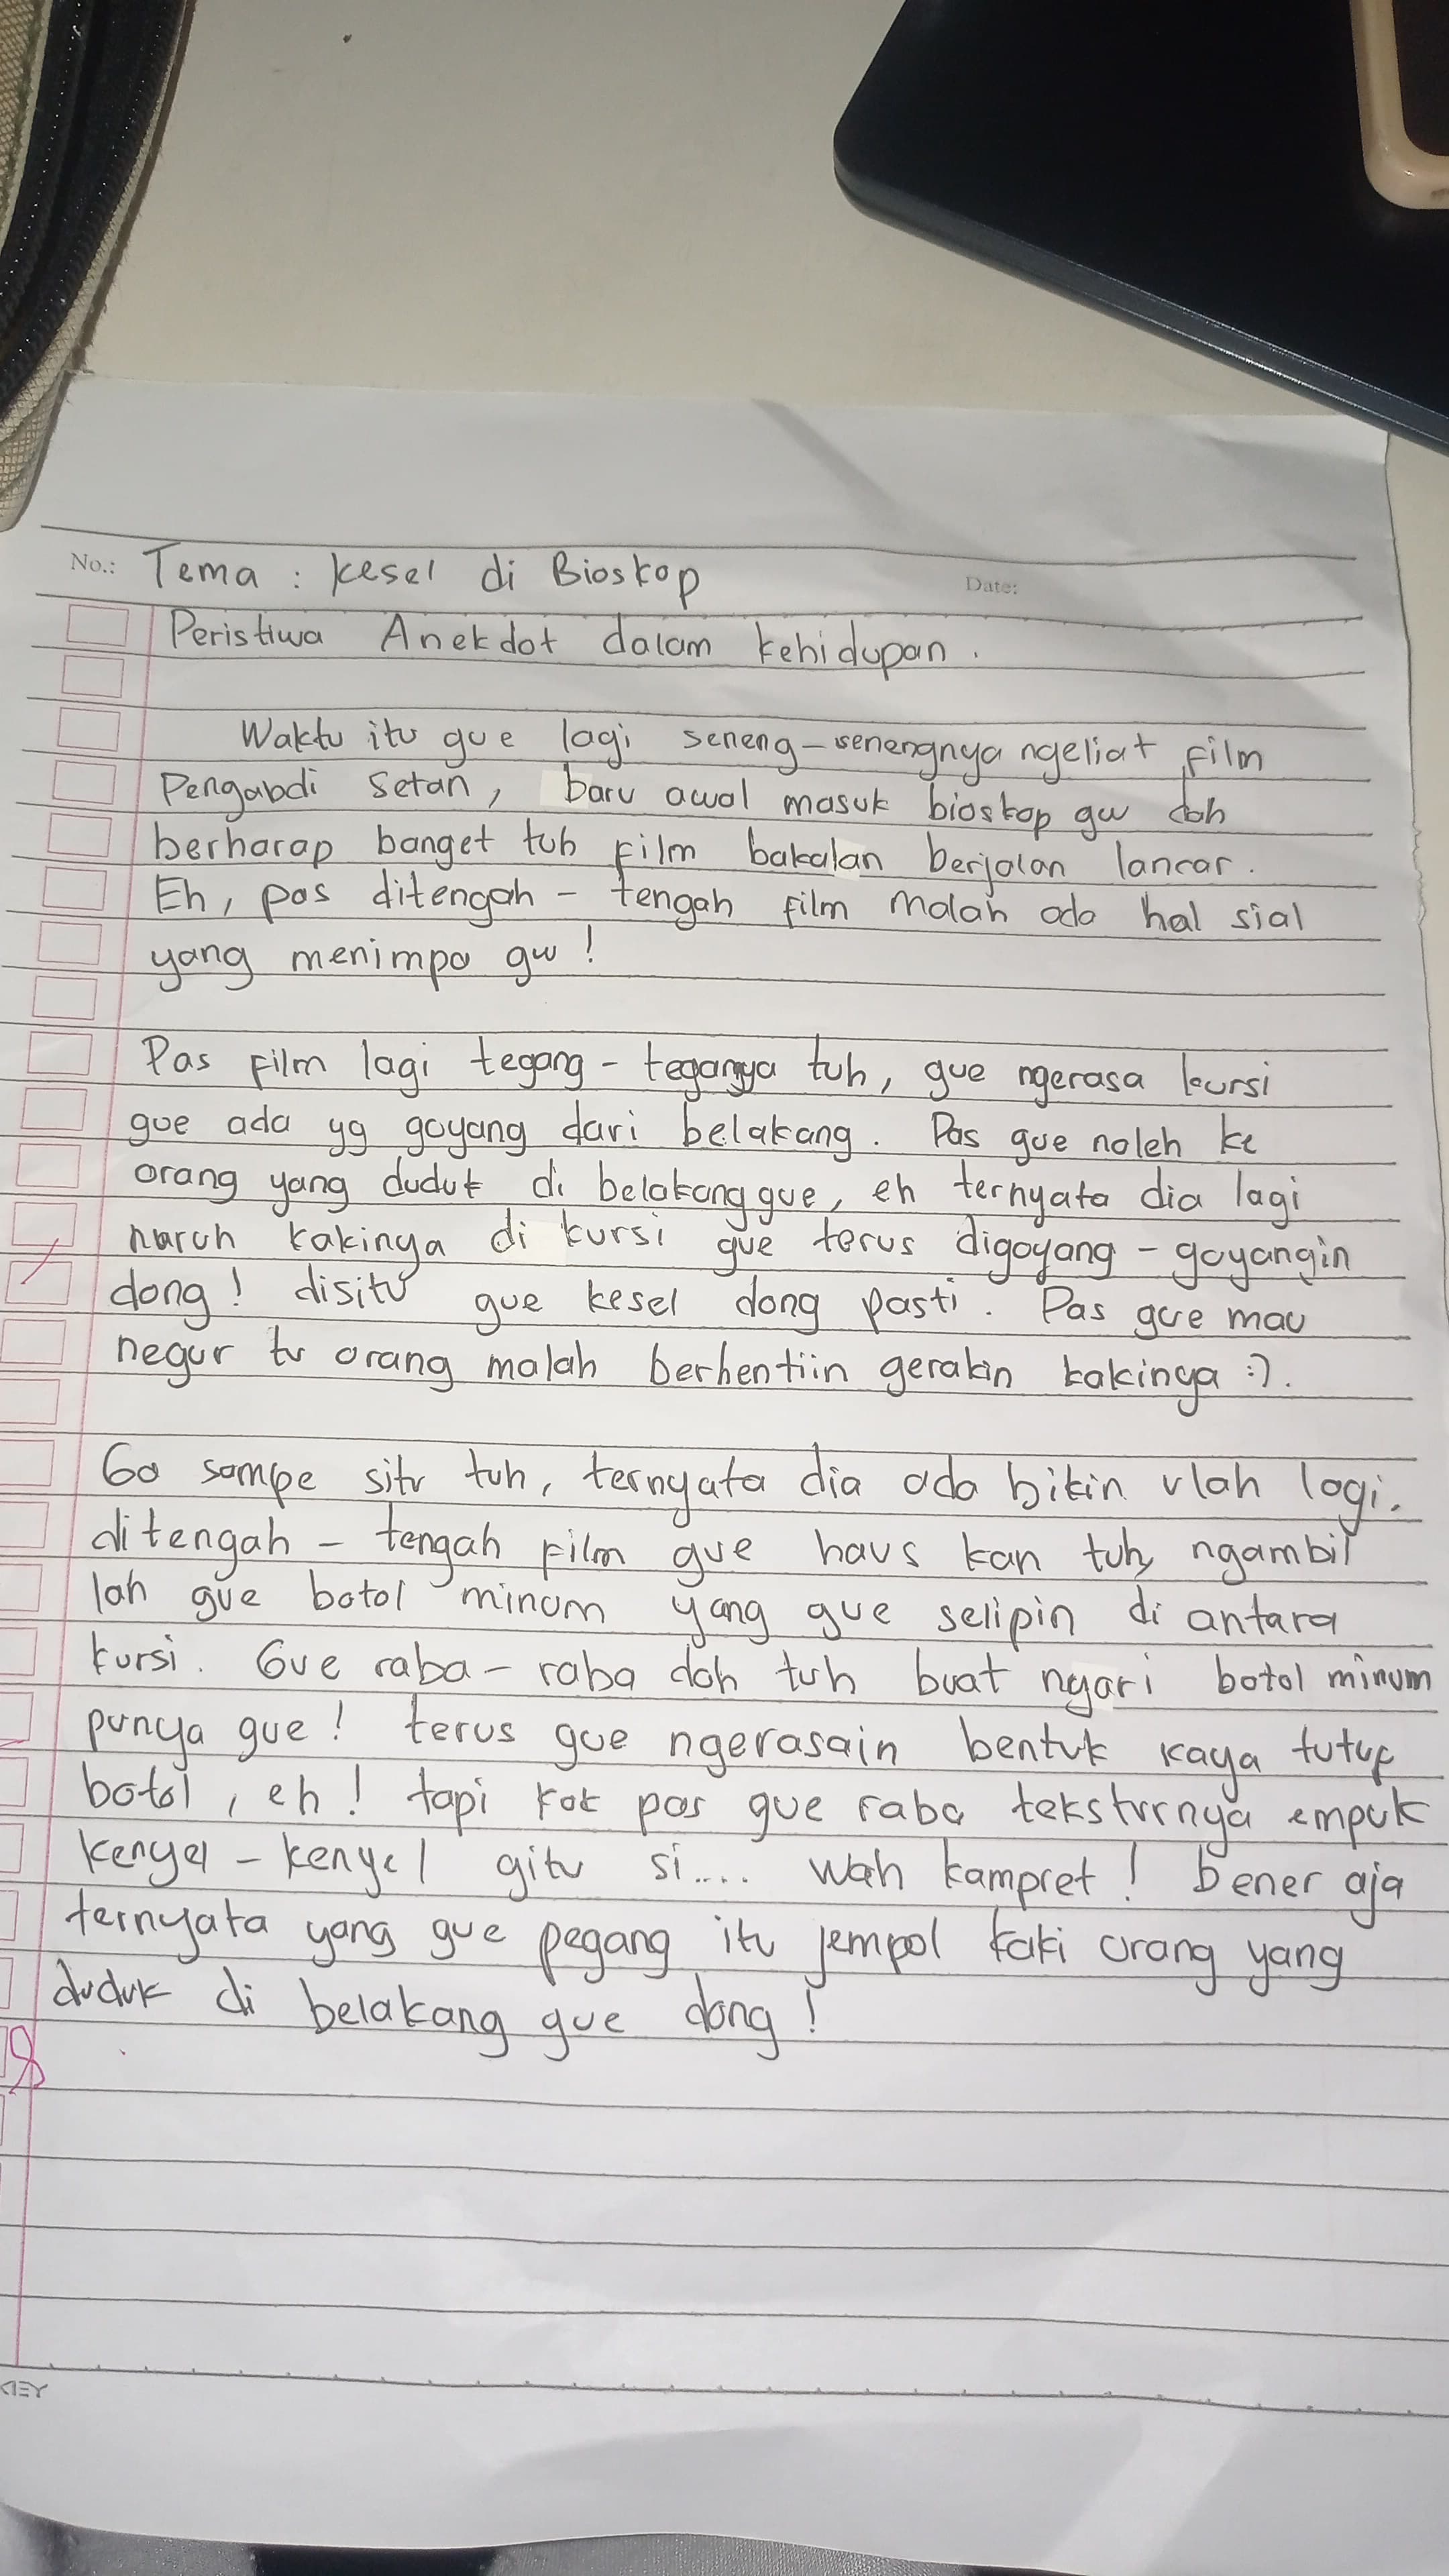 No.: Tema : kesel di Bioskop Date:
Peristiwa Anekdot dalam kehidupan.
Waktu itu gue lagi seneng-senengnya ngeliat film
Pengabdi Setan, baru awal masuk bioskop gw dah
berharap banget tuh film bakalan berjalan lancar.
Eh, pas ditengah - tengah film malah ada hal sial
yang menimpa gw!
Pas film lagi tegang - tegangya tuh, gue ngerasa kursi
gue ada yg goyang dari belakang. Pas gue noleh ke
orang yang duduk di belakang gue, eh ternyata dia lagi
naruh kakinya di kursi gue terus digoyang - goyangin
dong! disitu gue kesel dong pasti. Pas gue mau
negur tu orang malah berhentiin gerakin kakinya :).
Ga sampe situ tuh, ternyata dia ada bikin ulah lagi.
ditengah - tengah film gue haus kan tuh, ngambil
lah gue botol minum yang gue selipin di antara
kursi. Gue raba - raba dah tuh buat nyari botol minum
punya gue! terus gue ngerasain bentuk kaya tutup
botol, eh! tapi kok pas gue raba teksturnya empuk
kenyel - kenyel gitu si.... wah kampret! bener aja
ternyata yang gue pegang itu jempol kaki orang yang
duduk di belakang gue dong!
KIEY